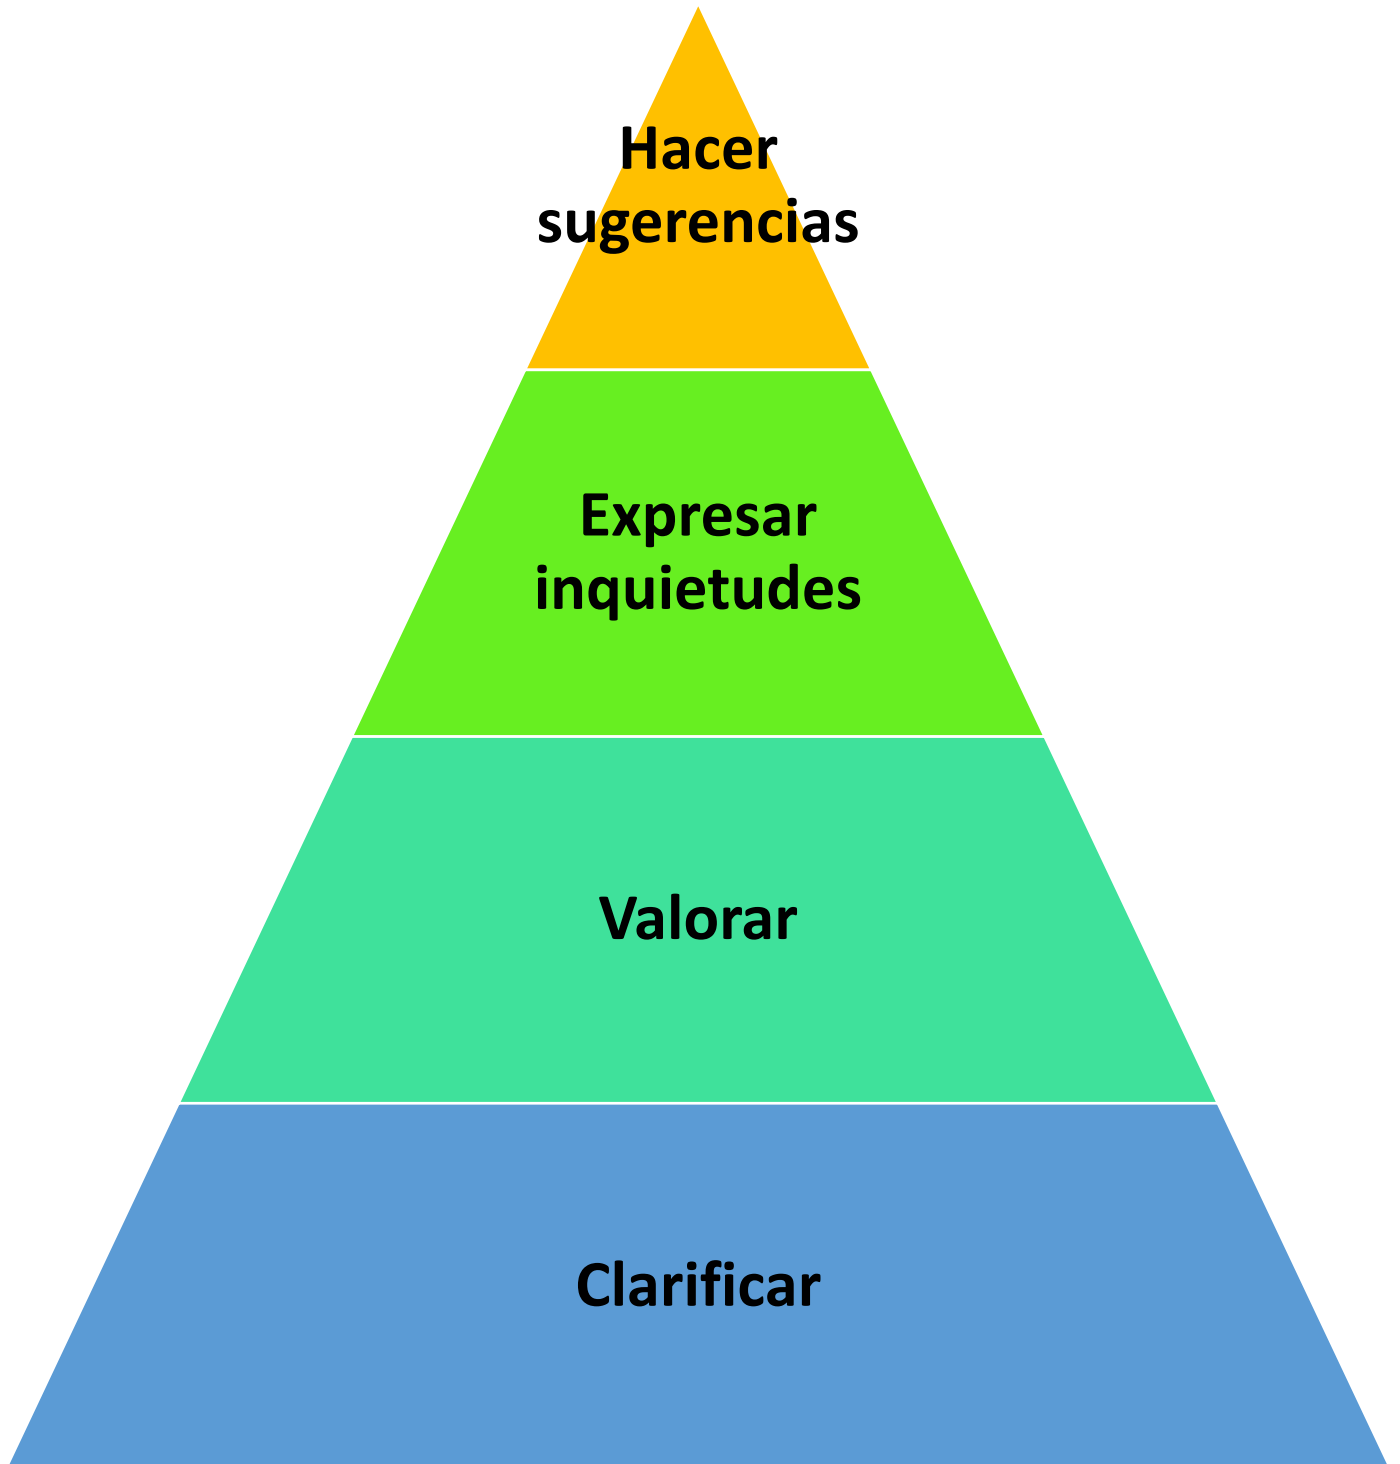 Hacer
sugerencias
Expresar
inquietudes
Valorar
Clarificar